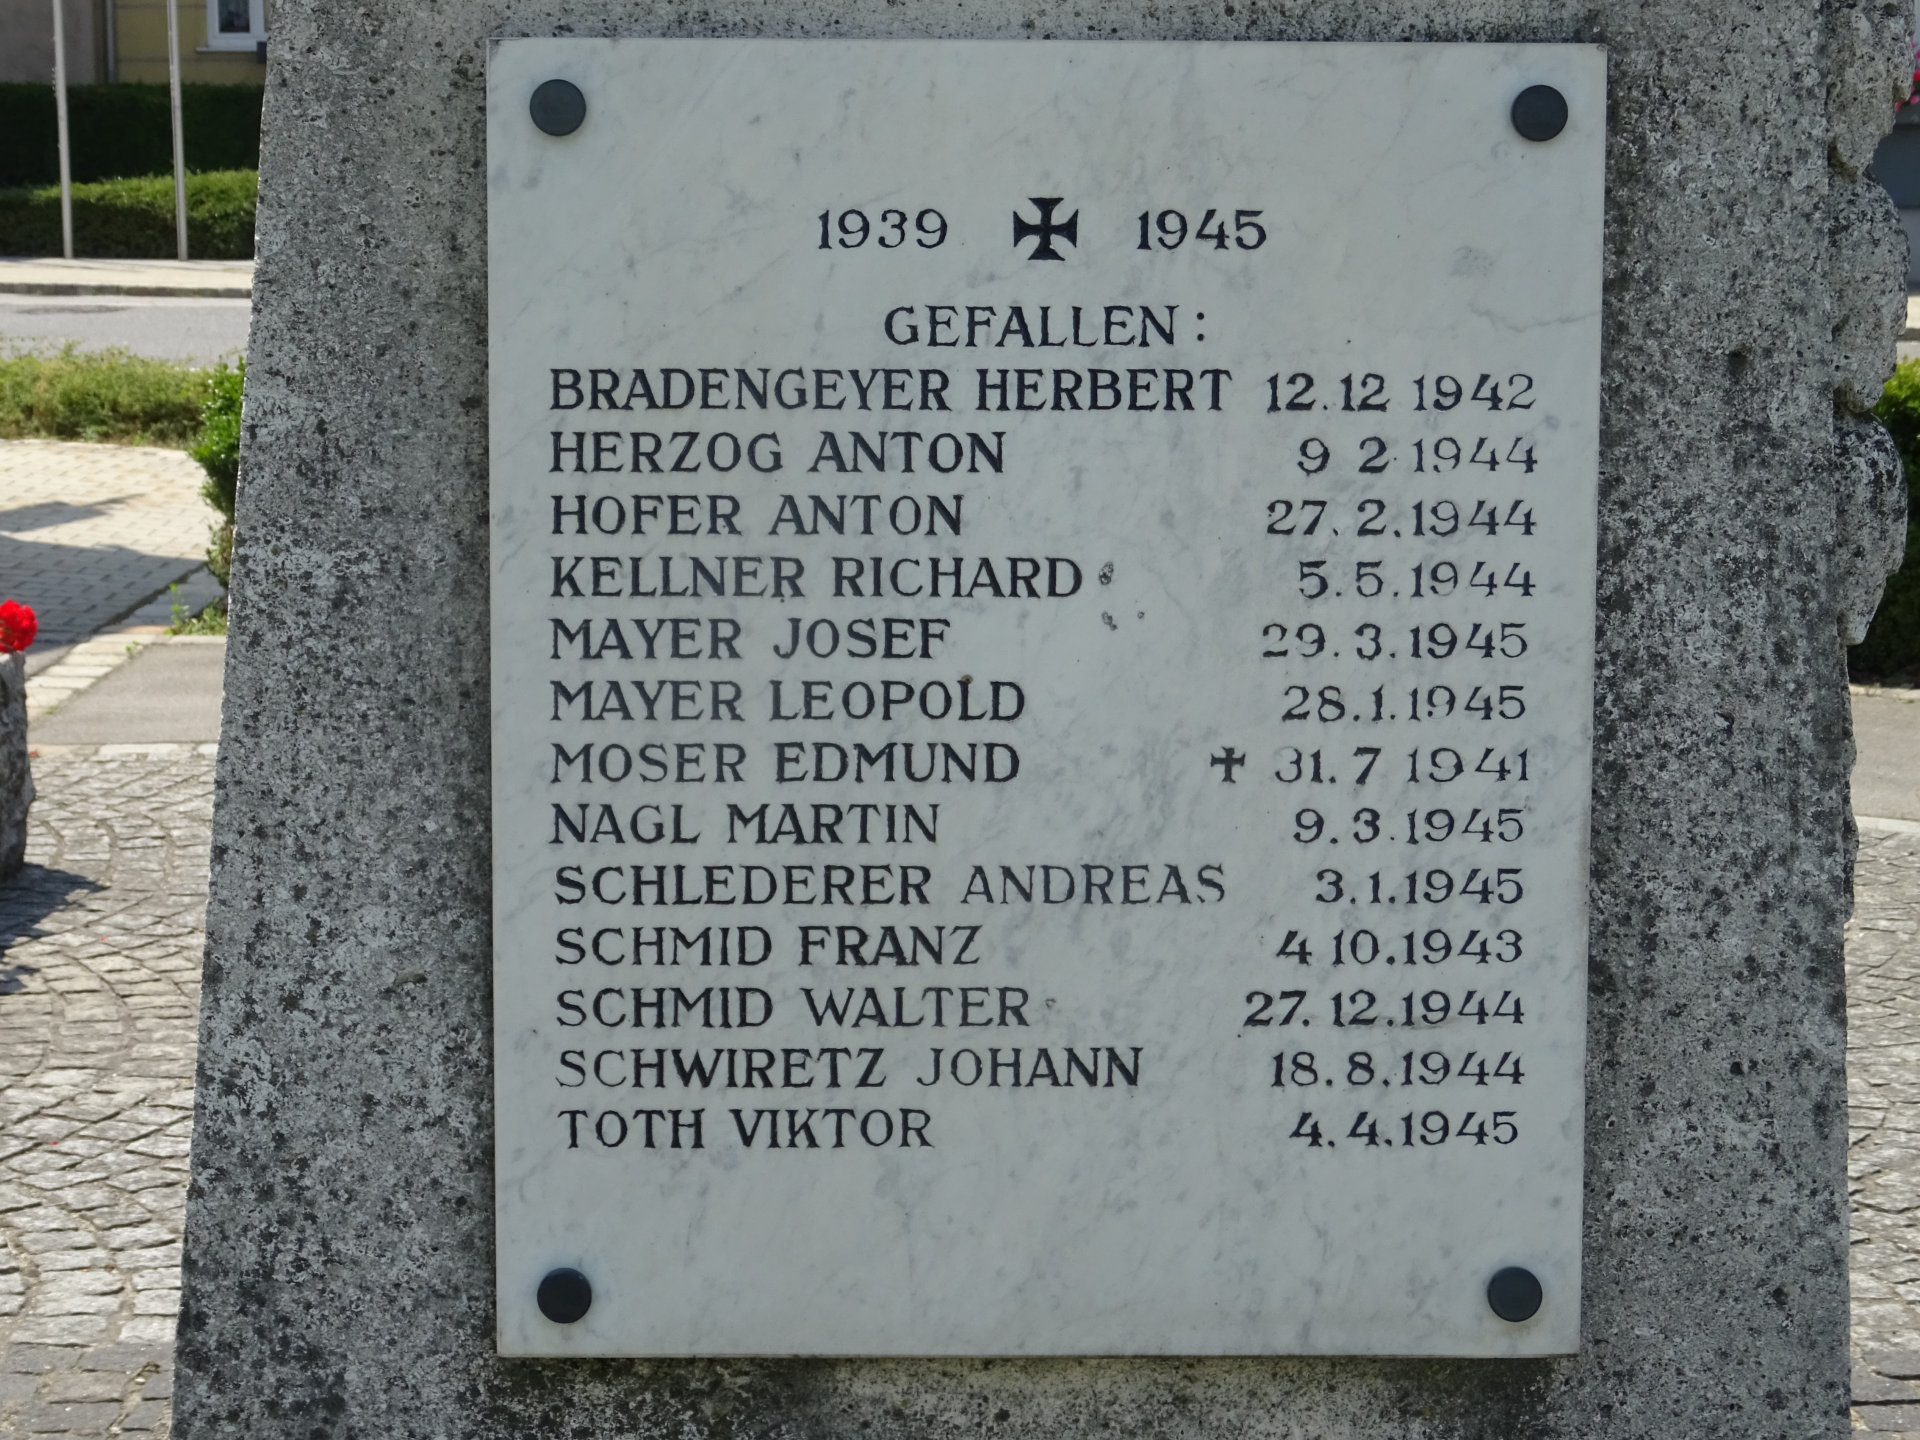 1939 ✠ 1945
GEFALLEN:
BRADENGEYER HERBERT 12.12 1942
HERZOG ANTON 9 2.1944
HOFER ANTON 27.2.1944
KELLNER RICHARD 5.5.1944
MAYER JOSEF 29.3.1945
MAYER LEOPOLD 28.1.1945
MOSER EDMUND ✝ 31.7 1941
NAGL MARTIN 9.3.1945
SCHLEDERER ANDREAS 3.1.1945
SCHMID FRANZ 4 10.1943
SCHMID WALTER 27.12.1944
SCHWIRETZ JOHANN 18.8.1944
TOTH VIKTOR 4.4.1945